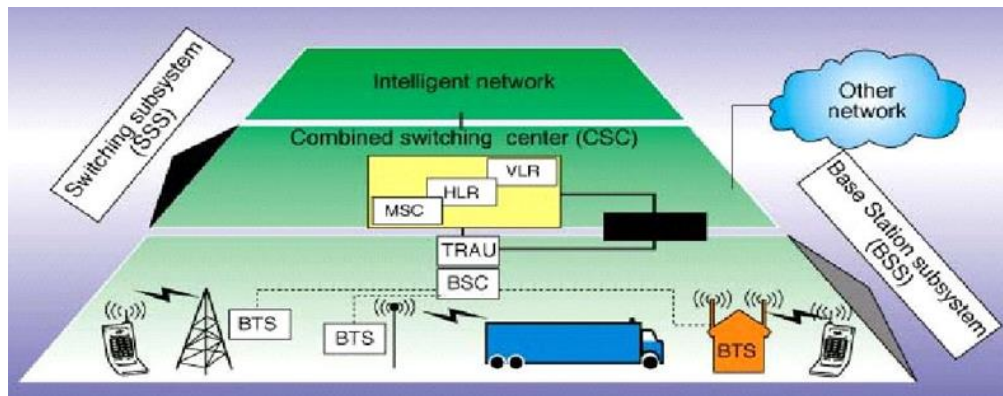 Intelligent network
Switching subsystem
(SSS)
Other
network
Combined switching center (CSC)
VLR
HLR
MSC
TRAU
BSC
Base Station subsystem
(BSS)
BTS
BTS
BTS